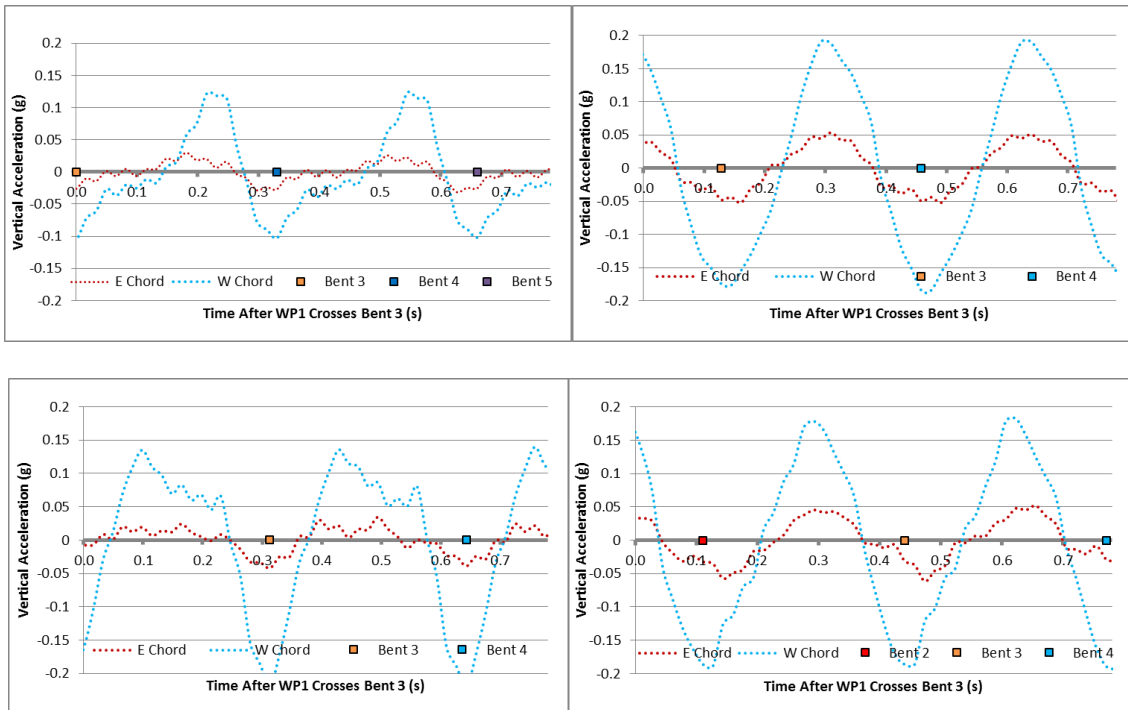 0.2
0.15
0.1
0.05
0
-0.05
-0.1
-0.15
-0.2
Vertical Acceleration (g)
0.0 0.1 0.2 0.3 0.4 0.5 0.6 0.7
E Chord W Chord Bent 3 Bent 4 Bent 5
Time After WP1 Crosses Bent 3 (s)
0.2
0.15
0.1
0.05
0
-0.05
-0.1
-0.15
-0.2
Vertical Acceleration (g)
0.0 0.1 0.2 0.3 0.4 0.5 0.6 0.7
E Chord W Chord Bent 3 Bent 4
Time After WP1 Crosses Bent 3 (s)
0.2
0.15
0.1
0.05
0
-0.05
-0.1
-0.15
-0.2
Vertical Acceleration (g)
0.0 0.1 0.2 0.3 0.4 0.5 0.6 0.7
E Chord W Chord Bent 3 Bent 4
Time After WP1 Crosses Bent 3 (s)
0.2
0.15
0.1
0.05
0
-0.05
-0.1
-0.15
-0.2
Vertical Acceleration (g)
0.0 0.1 0.2 0.3 0.4 0.5 0.6 0.7
E Chord W Chord Bent 2 Bent 3 Bent 4
Time After WP1 Crosses Bent 3 (s)